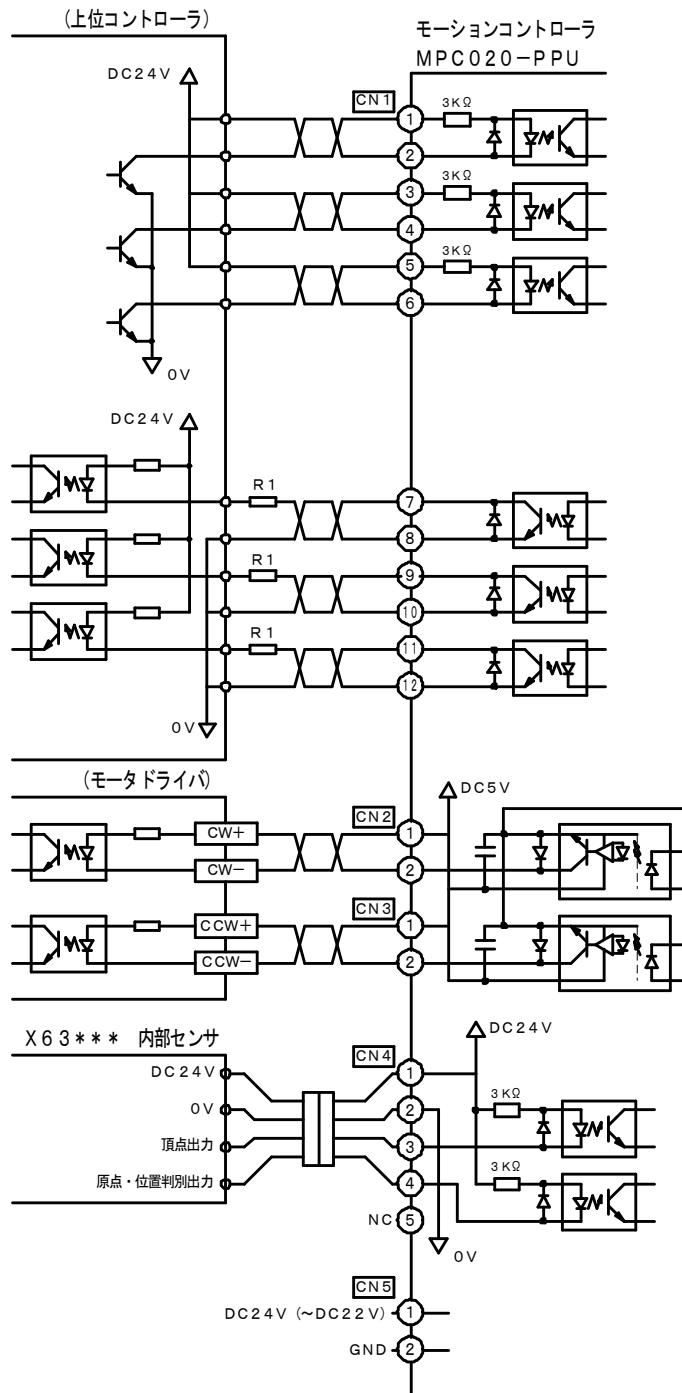 (上位コントローラ)
モーションコントローラ
MPC020-PPU
DC24V
CN1
1
3KΩ
2
3
3KΩ
4
5
3KΩ
6
0V
DC24V
R1
7
8
R1
9
10
R1
11
12
0V
(モータドライバ)
DC5V
CW+
CN2
1
CW-
2
CCW+
CN3
1
CCW-
2
X63*** 内部センサ
DC24V
CN4
1
DC24V
0V
2
3KΩ
頂点出力
3
原点・位置判別出力
4
3KΩ
NC
5
0V
CN5
DC24V (~DC22V)
1
GND
2